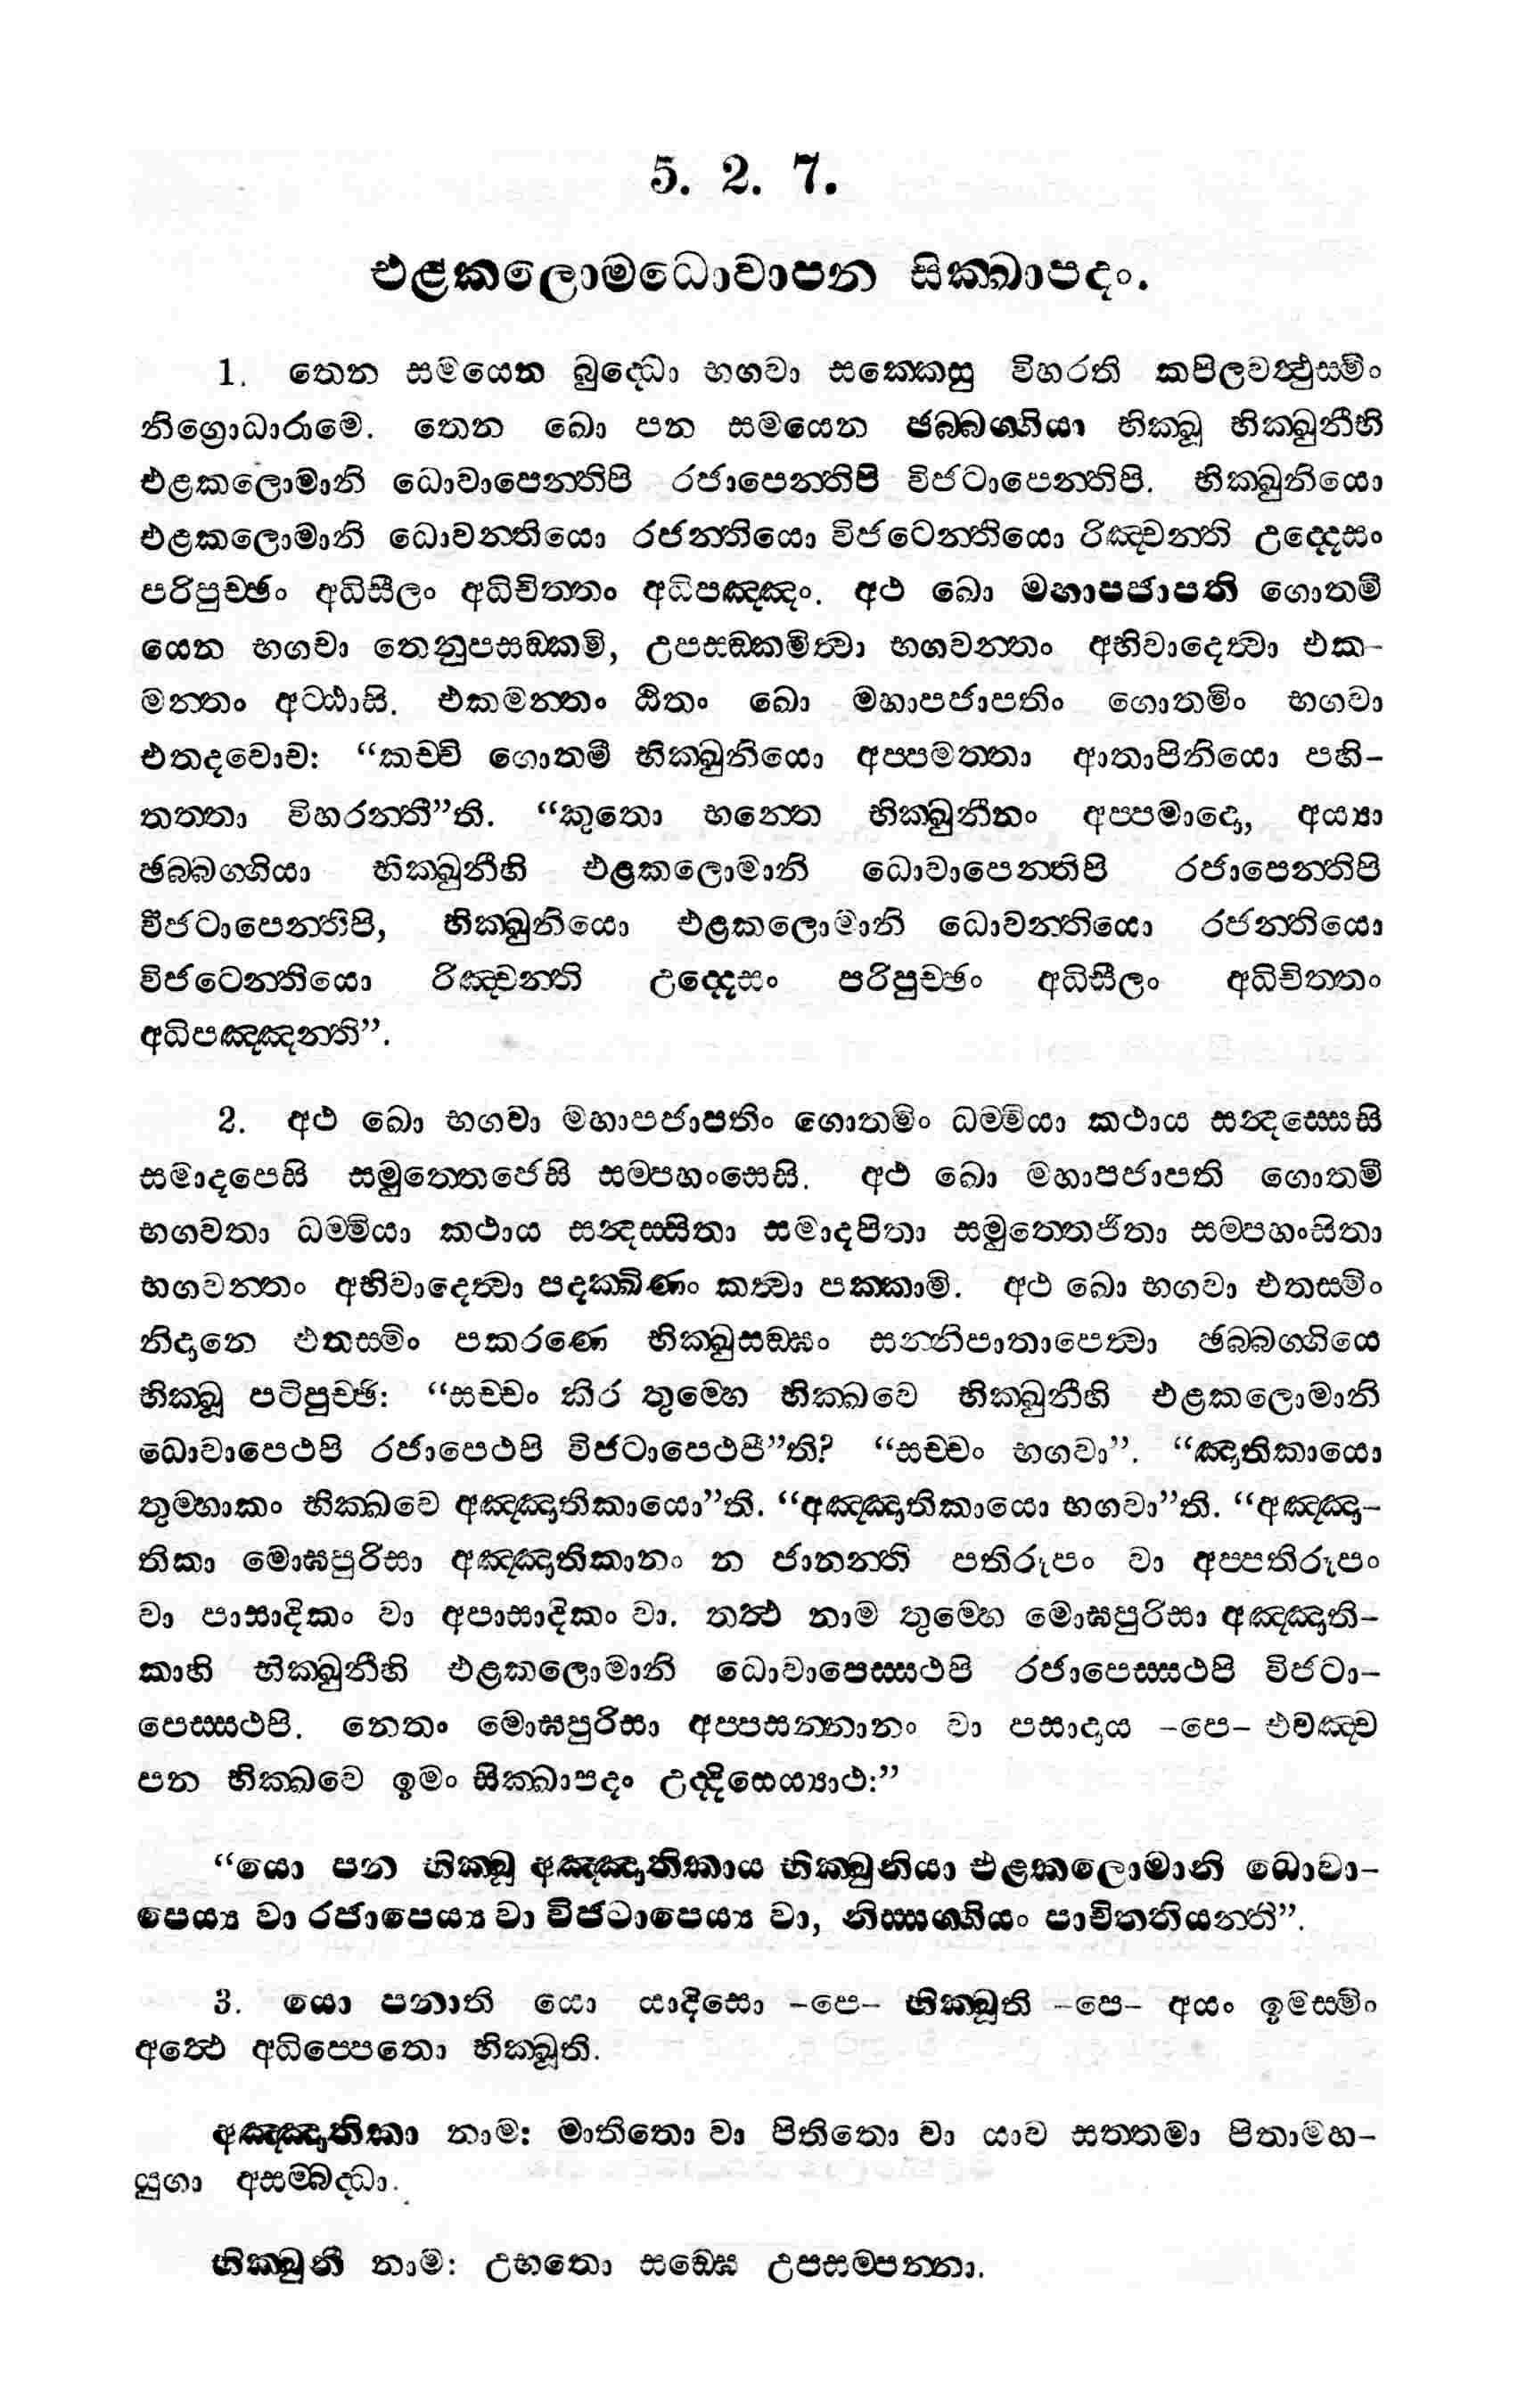 5. 2. 7.
එළකලොමධොවාපන සික්ඛාපදං.
1. තෙන සමයෙන බුද්ධො භගවා සක්කෙසු විහරති කපිලවත්ථුස්මිං
නිග්‍රොධාරාමෙ. තෙන ඛො පන සමයෙන ඡබ්බග්ගියා භික්ඛූ භික්ඛුනීහි
එළකලොමානි ධොවාපෙන්තිපි රජාපෙන්තිපි විජටාපෙන්තිපි. භික්ඛුනියො
එළකලොමානි ධොවන්තියො රජන්තියො විජටෙන්තියො රිඤ්චන්ති උද්දෙසං
පරිපුච්ඡං අධිසීලං අධිචිත්තං අධිපඤ්ඤං. අථ ඛො මහාපජාපති ගොතමී
යෙන භගවා තෙනුපසඞ්කමි, උපසඞ්කමිත්වා භගවන්තං අභිවාදෙත්වා එක-
මන්තං අට්ඨාසි. එකමන්තං ඨිතං ඛො මහාපජාපතිං ගොතමිං භගවා
එතදවොච: “කච්චි ගොතමී භික්ඛුනියො අප්පමත්තා ආතාපිනියො පහි-
තත්තා විහරන්තී”ති. “කුතො භන්තෙ භික්ඛුනීනං අප්පමාදො, අය්‍යා
ඡබ්බග්ගියා භික්ඛුනීහි එළකලොමානි ධොවාපෙන්තිපි රජාපෙන්තිපි
විජටාපෙන්තිපි, භික්ඛුනියො එළකලොමානි ධොවන්තියො රජන්තියො
විජටෙන්තියො රිඤ්චන්ති උද්දෙසං පරිපුච්ඡං අධිසීලං අධිචිත්තං
අධිපඤ්ඤන්ති”.
2. අථ ඛො භගවා මහාපජාපතිං ගොතමිං ධම්මියා කථාය සන්දස්සෙසි
සමාදපෙසි සමුත්තෙජෙසි සම්පහංසෙසි. අථ ඛො මහාපජාපති ගොතමී
භගවතා ධම්මියා කථාය සන්දස්සිතා සමාදපිතා සමුත්තෙජිතා සම්පහංසිතා
භගවන්තං අභිවාදෙත්වා පදක්ඛිණං කත්වා පක්කාමි. අථ ඛො භගවා එතස්මිං
නිදානෙ එතස්මිං පකරණෙ භික්ඛුසඞ්ඝං සන්නිපාතාපෙත්වා ඡබ්බග්ගියෙ
භික්ඛූ පටිපුච්ඡි: “සච්චං කිර තුම්හෙ භික්ඛවෙ භික්ඛුනීහි එළකලොමානි
ධොවාපෙථපි රජාපෙථපි විජටාපෙථපී”ති? “සච්චං භගවා”. “ඤාතිකායො
තුම්හාකං භික්ඛවෙ අඤ්ඤාතිකායො”ති. “අඤ්ඤාතිකායො භගවා”ති. “අඤ්ඤා-
තිකා මොඝපුරිසා අඤ්ඤාතිකානං න ජානන්ති පතිරූපං වා අප්පතිරූපං
වා පාසාදිකං වා අපාසාදිකං වා. තත්ථ නාම තුම්හෙ මොඝපුරිසා අඤ්ඤාති-
කාහි භික්ඛුනීහි එළකලොමානි ධොවාපෙස්සථපි රජාපෙස්සථපි විජටා-
පෙස්සථපි. නෙතං මොඝපුරිසා අප්පසන්නානං වා පසාදාය -පෙ- එවඤ්ච
පන භික්ඛවෙ ඉමං සික්ඛාපදං උද්දිසෙය්‍යාථ:”
“යො පන භික්ඛූ අඤ්ඤාතිකාය භික්ඛුනියා එළකලොමානි ධොවා-
පෙය්‍ය වා රජාපෙය්‍ය වා විජටාපෙය්‍ය වා, නිස්සග්ගියං පාචිත්තියන්ති”.
3. යො පනාති යො යාදිසො -පෙ- භික්ඛූති -පෙ- අයං ඉමස්මිං
අත්ථෙ අධිප්පෙතො භික්ඛූති.
අඤ්ඤාතිකා නාම: මාතිතො වා පිතිතො වා යාව සත්තමා පිතාමහ-
යුගා අසම්බද්ධා.
භික්ඛුනී නාම: උභතො සඞ්ඝෙ උපසම්පන්නා.